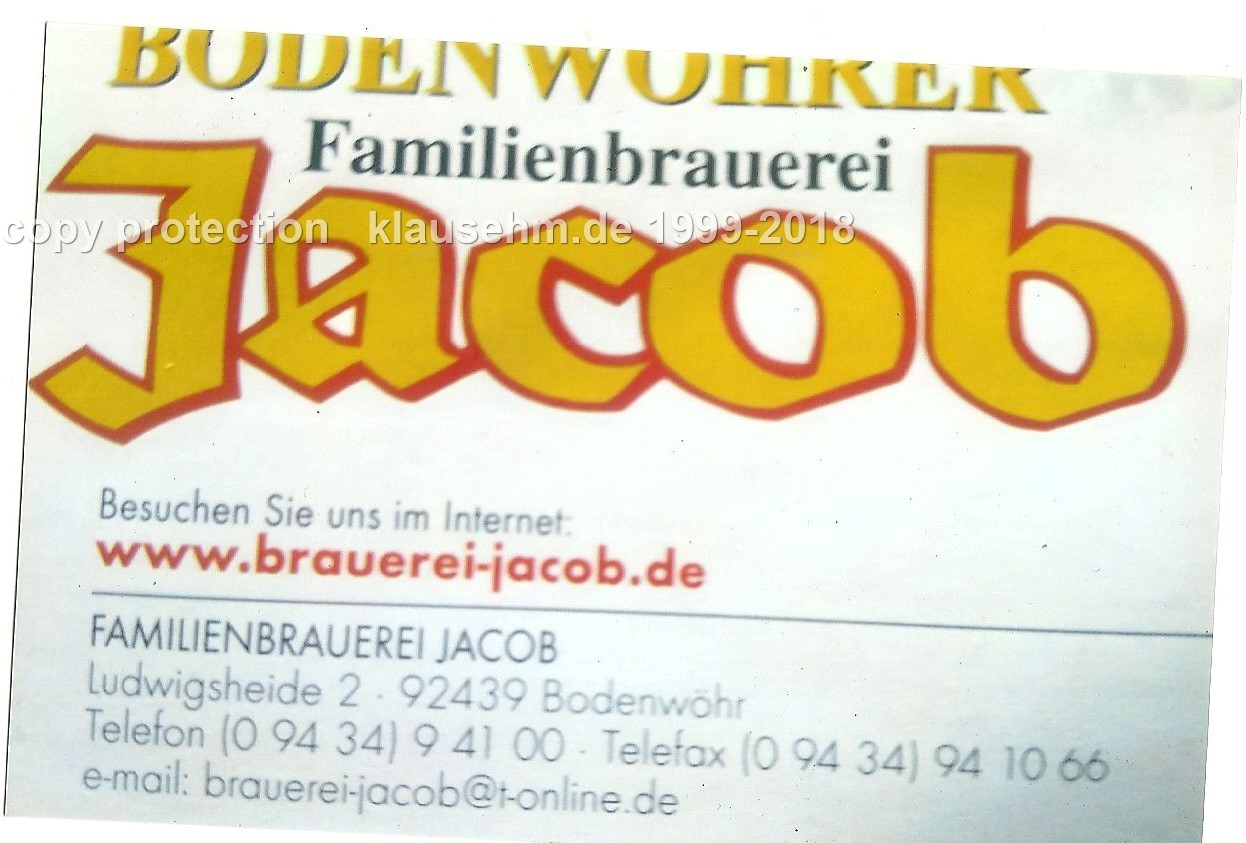 BODENWÖHRER
Familienbrauerei
Jacob
copy protection klausehm.de 1999-2018
Besuchen Sie uns im Internet:
www.brauerei-jacob.de
FAMILIENBRAUEREI JACOB
Ludwigsheide 2 · 92439 Bodenwöhr
Telefon (0 94 34) 9 41 00 · Telefax (0 94 34) 94 10 66
e-mail: brauerei-jacob@t-online.de